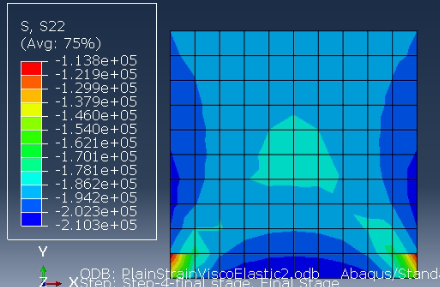 S, S22
(Avg: 75%)
-1.138e+05
-1.219e+05
-1.299e+05
-1.379e+05
-1.460e+05
-1.540e+05
-1.621e+05
-1.701e+05
-1.781e+05
-1.862e+05
-1.942e+05
-2.023e+05
-2.103e+05
Y
Z X
ODB: PlainStrainViscoElastic2.odb Abaqus/Stand
Step: Step-4-final stage, Final Stage